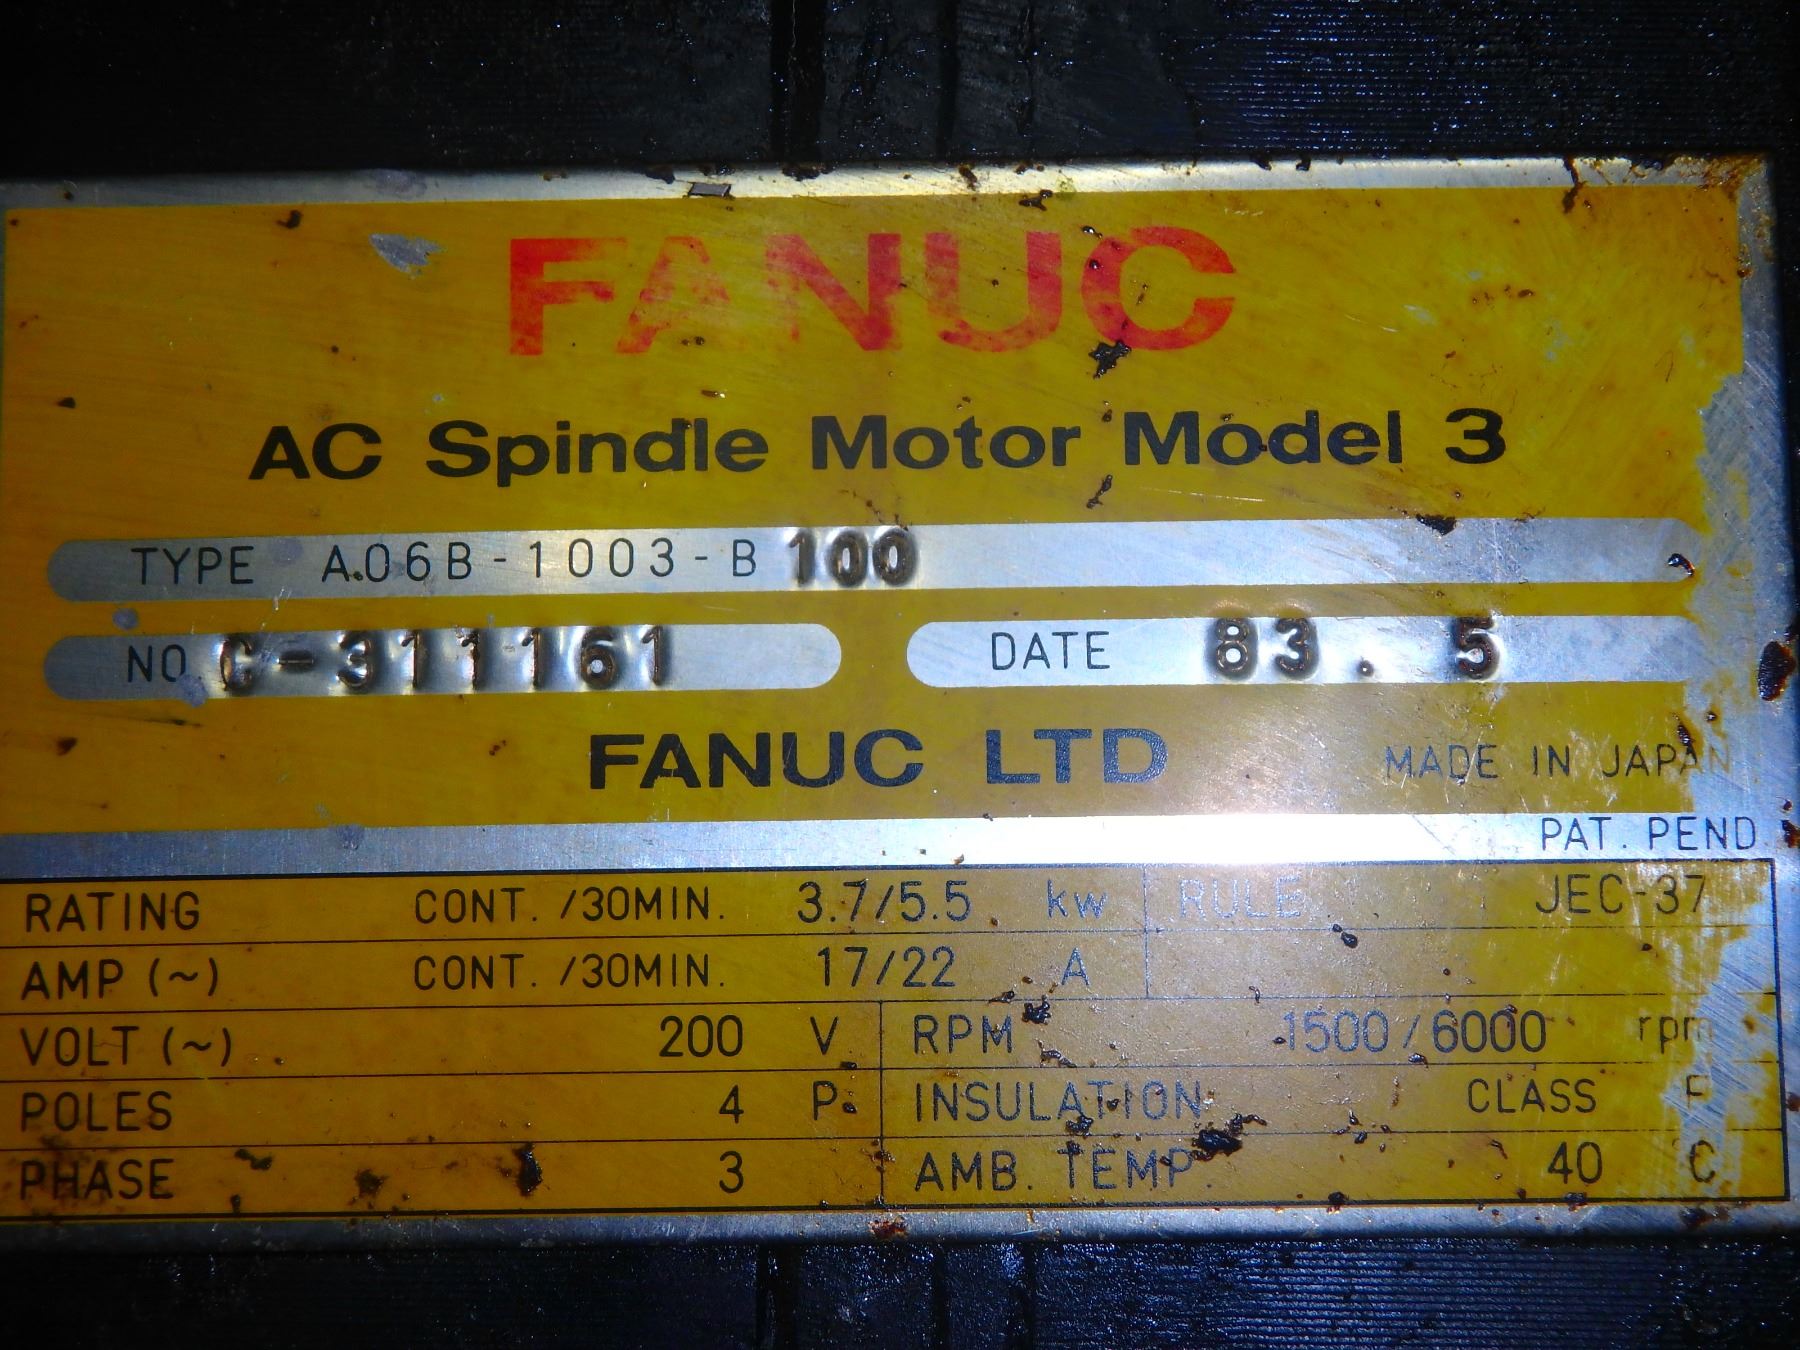 FANUC
AC Spindle Motor Model 3
TYPE A06B-1003-B 100
NO. C-311161 DATE 83. 5
FANUC LTD MADE IN JAPAN
PAT. PEND
RATING CONT. /30MIN. 3.7/5.5 kw RULE JEC-37
AMP (~) CONT. /30MIN. 17/22 A
VOLT (~) 200 V RPM 1500/6000 rpm
POLES 4 P INSULATION CLASS F
PHASE 3 AMB. TEMP. 40 C